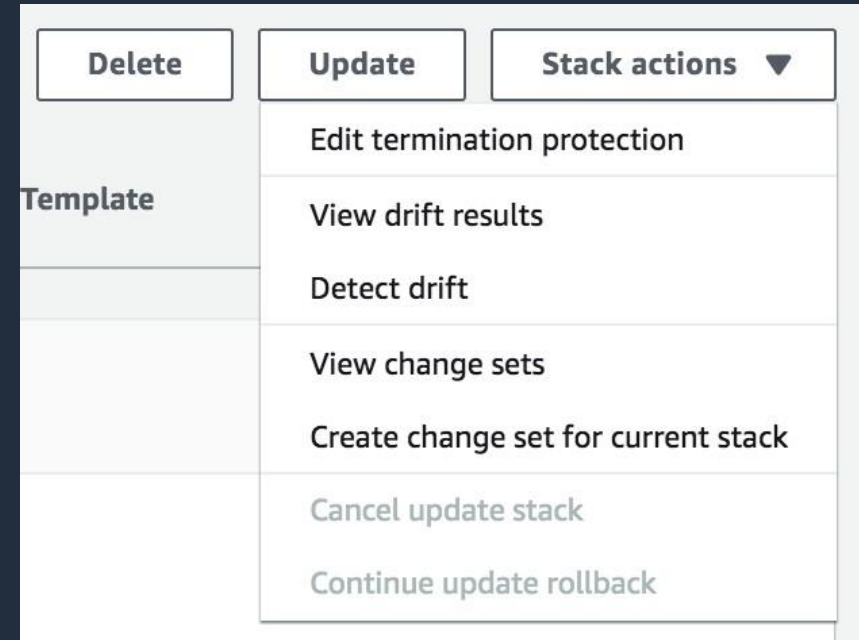 Delete Update Stack actions
Edit termination protection
Template
View drift results
Detect drift
View change sets
Create change set for current stack
Cancel update stack
Continue update rollback